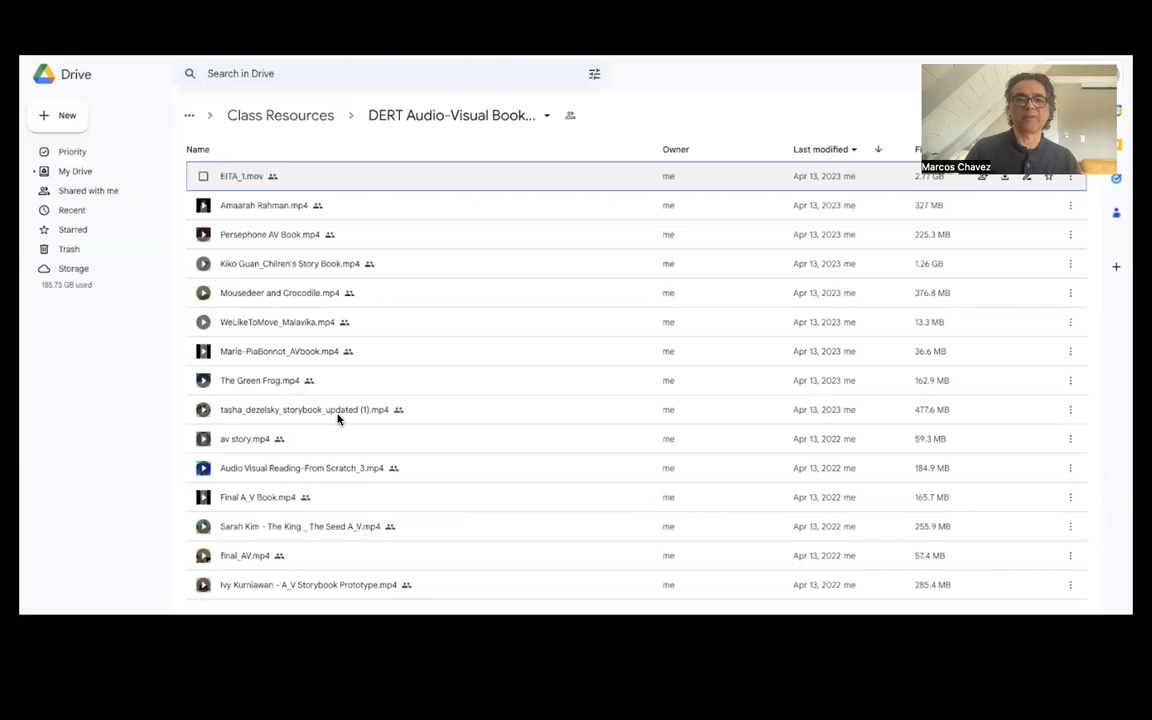 Drive
Search in Drive
New
Class Resources
DERT Audio-Visual Book...
Priority
My Drive
Shared with me
Recent
Starred
Trash
Storage
185.75 GB used
Name
Owner
Last modified
EITA_1.mov me Apr 13, 2023 me 2.17 GB
Amaarah Rahman.mp4 me Apr 13, 2023 me 327 MB
Persephone AV Book.mp4 me Apr 13, 2023 me 225.3 MB
Kiko Guan_Chilren's Story Book.mp4 me Apr 13, 2023 me 1.26 GB
Mousedeer and Crocodile.mp4 me Apr 13, 2023 me 376.8 MB
WeLikeToMove_Malavika.mp4 me Apr 13, 2023 me 13.3 MB
Marie-PiaBonnot_AVbook.mp4 me Apr 13, 2023 me 36.6 MB
The Green Frog.mp4 me Apr 13, 2023 me 162.9 MB
tasha_dezelsky_storybook_updated (1).mp4 me Apr 13, 2023 me 477.6 MB
av story.mp4 me Apr 13, 2022 me 59.3 MB
Audio Visual Reading-From Scratch_3.mp4 me Apr 13, 2022 me 184.9 MB
Final A_V Book.mp4 me Apr 13, 2022 me 165.7 MB
Sarah Kim - The King _ The Seed A_V.mp4 me Apr 13, 2022 me 255.9 MB
final_AV.mp4 me Apr 13, 2022 me 57.4 MB
Ivy Kurniawan - A_V Storybook Prototype.mp4 me Apr 13, 2022 me 285.4 MB
Marcos Chavez